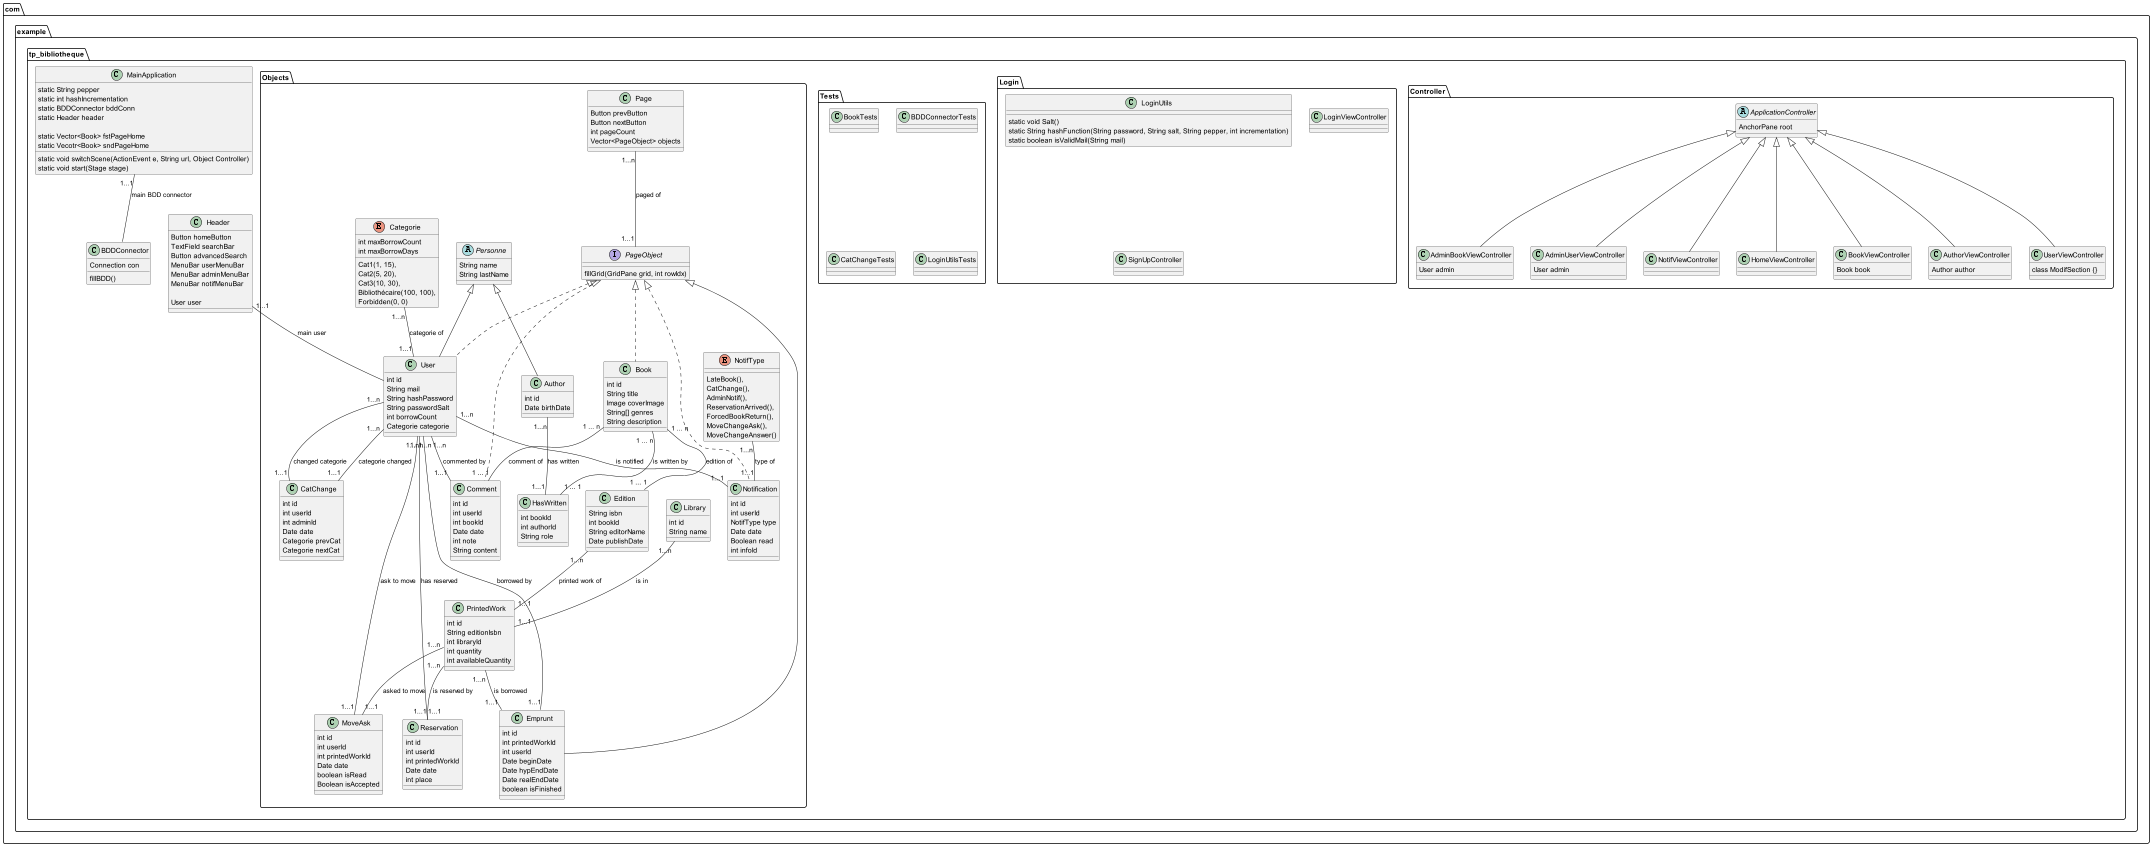 com
example
tp_bibliotheque
C MainApplication
static String pepper
static int hashIncrementation
static BDDConnector bddConn
static Header header
static Vector<Book> fstPageHome
static Vecotr<Book> sndPageHome
static void switchScene(ActionEvent e, String url, Object Controller)
static void start(Stage stage)
1...1
main BDD connector
C BDDConnector
Connection con
fillBDD()
C Header
Button homeButton
TextField searchBar
Button advancedSearch
MenuBar userMenuBar
MenuBar adminMenuBar
MenuBar notifMenuBar
User user
1...1
main user
Objects
C Page
Button prevButton
Button nextButton
int pageCount
Vector<PageObject> objects
1...n
paged of
1...1
E Categorie
int maxBorrowCount
int maxBorrowDays
Cat1(1, 15),
Cat2(5, 20),
Cat3(10, 30),
Bibliothécaire(100, 100),
Forbidden(0, 0)
1...n
categorie of
1...1
A Personne
String name
String lastName
I PageObject
fillGrid(GridPane grid, int rowIdx)
C User
int id
String mail
String hashPassword
String passwordSalt
int borrowCount
Categorie categorie
C Author
int id
Date birthDate
C Book
int id
String title
Image coverImage
String[] genres
String description
E NotifType
LateBook(),
CatChange(),
AdminNotif(),
ReservationArrived(),
ForcedBookReturn(),
MoveChangeAsk(),
MoveChangeAnswer()
1...n
1...n
1...n
1...n
1...n
1 ... n
1 ... n
1 ... n
1...n
changed categorie
categorie changed
commented by
comment of
has written
is written by
is notified
edition of
type of
1...1
1...1
1...1
1 ... 1
1...1
1 ... 1
1 ... 1
1...1
1...1
C CatChange
int id
int userId
int adminId
Date date
Categorie prevCat
Categorie nextCat
C Comment
int id
int userId
int bookId
Date date
int note
String content
C HasWritten
int bookId
int authorId
String role
C Edition
String isbn
int bookId
String editorName
Date publishDate
C Library
int id
String name
C Notification
int id
int userId
NotifType type
Date date
Boolean read
int infoId
1...n
1...n
ask to move
has reserved
borrowed by
printed work of
is in
1...1
1...1
C PrintedWork
int id
String editionIsbn
int libraryId
int quantity
int availableQuantity
1...n
1...n
1...n
asked to move
is reserved by
is borrowed
1...1
1...1
1...1
1...1
1...1
1...1
C MoveAsk
int id
int userId
int printedWorkId
Date date
boolean isRead
Boolean isAccepted
C Reservation
int id
int userId
int printedWorkId
Date date
int place
C Emprunt
int id
int printedWorkId
int userId
Date beginDate
Date hypEndDate
Date realEndDate
boolean isFinished
Tests
C BookTests
C BDDConnectorTests
C CatChangeTests
C LoginUtilsTests
Login
C LoginUtils
static void Salt()
static String hashFunction(String password, String salt, String pepper, int incrementation)
static boolean isValidMail(String mail)
C LoginViewController
C SignUpController
Controller
A ApplicationController
AnchorPane root
C AdminBookViewController
User admin
C AdminUserViewController
User admin
C NotifViewController
C HomeViewController
C BookViewController
Book book
C AuthorViewController
Author author
C UserViewController
class ModifSection {}